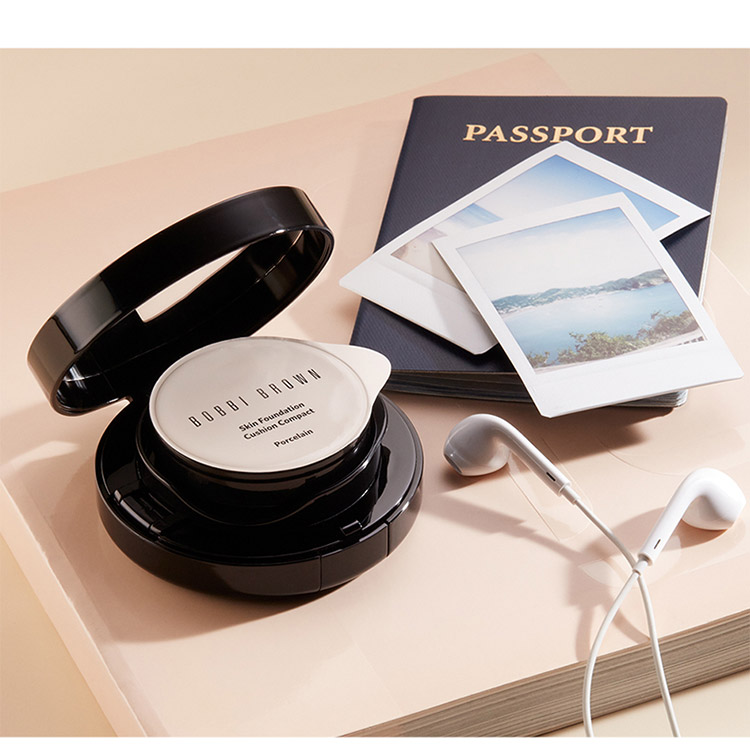 PASSPORT
BOBBI BROWN
Skin Foundation
Cushion Compact
Porcelain